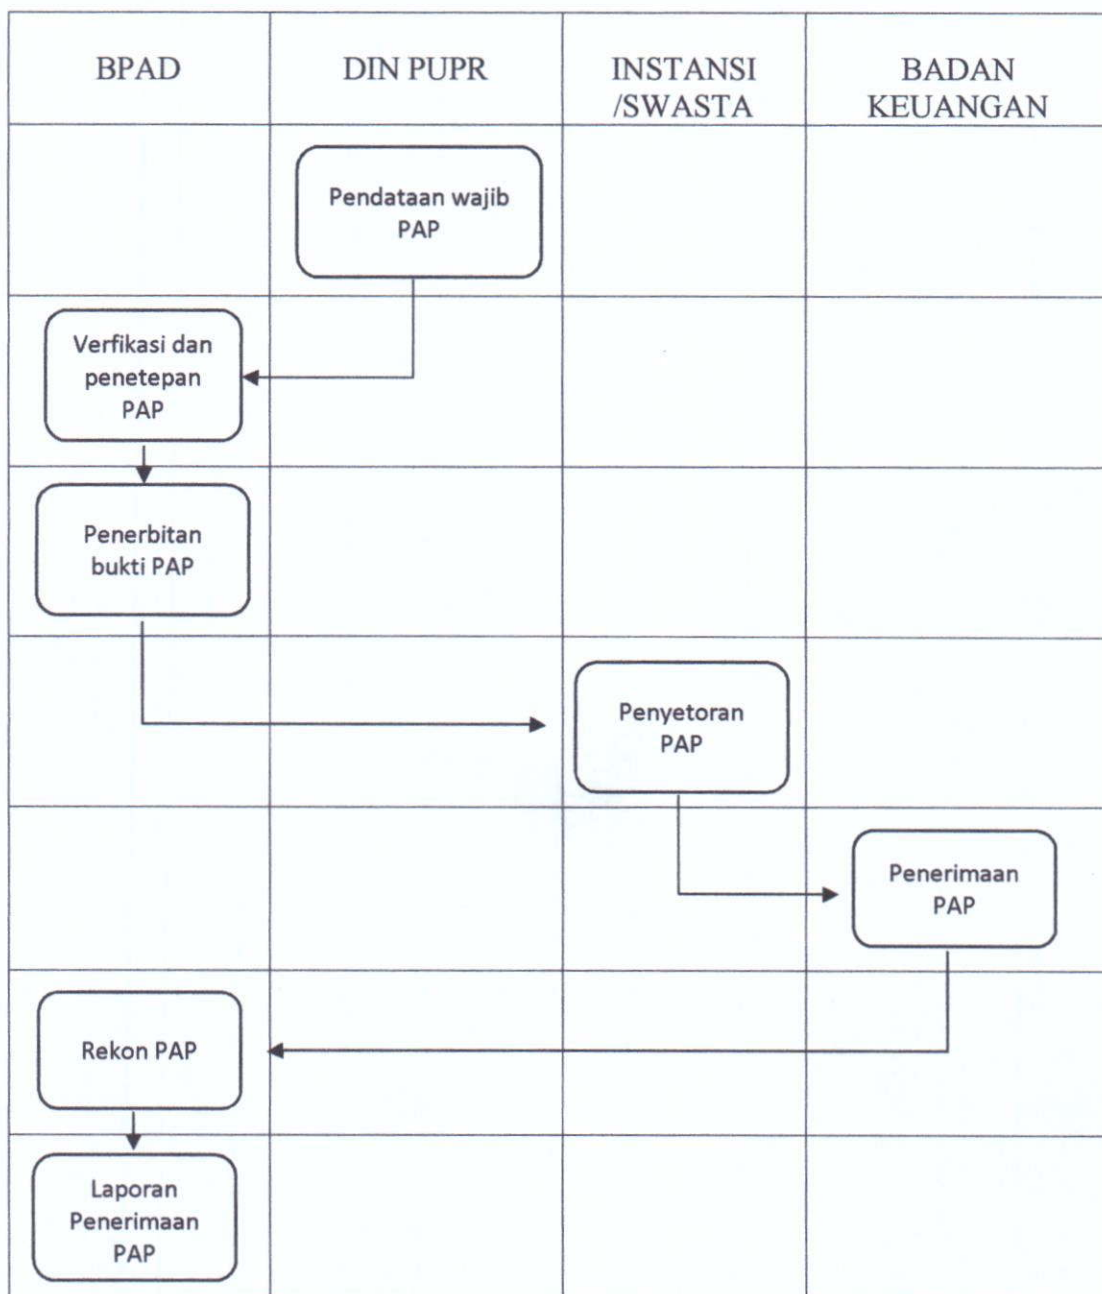 BPAD
DIN PUPR
INSTANSI
/SWASTA
BADAN
KEUANGAN
Pendataan wajib
PAP
Verfikasi dan
penetepan
PAP
Penerbitan
bukti PAP
Penyetoran
PAP
Penerimaan
PAP
Rekon PAP
Laporan
Penerimaan
PAP